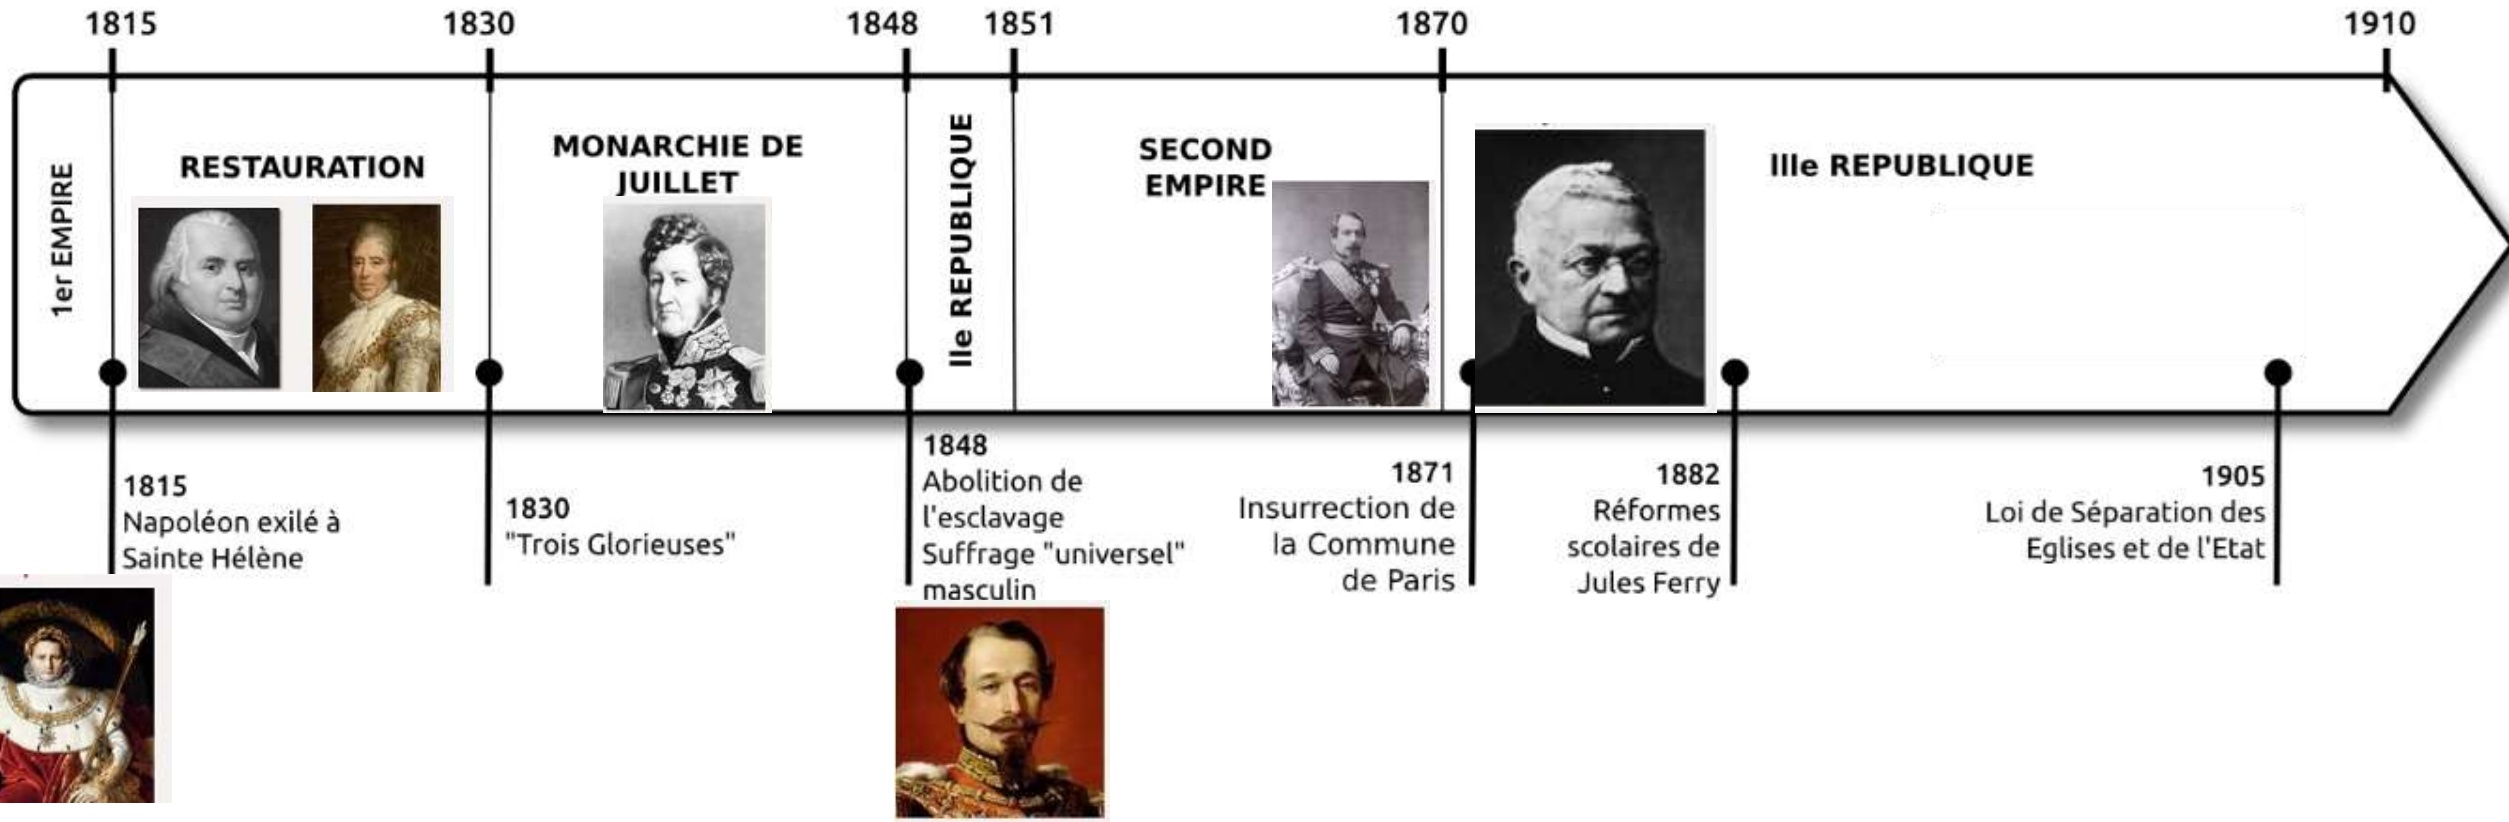 1815
1830
1848
1851
1870
1910
1er EMPIRE
RESTAURATION
MONARCHIE DE
JUILLET
IIe REPUBLIQUE
SECOND
EMPIRE
IIIe REPUBLIQUE
1815
Napoléon exilé à
Sainte Hélène
1830
"Trois Glorieuses"
1848
Abolition de
l'esclavage
Suffrage "universel"
masculin
1871
Insurrection de
la Commune
de Paris
1882
Réformes
scolaires de
Jules Ferry
1905
Loi de Séparation des
Eglises et de l'Etat